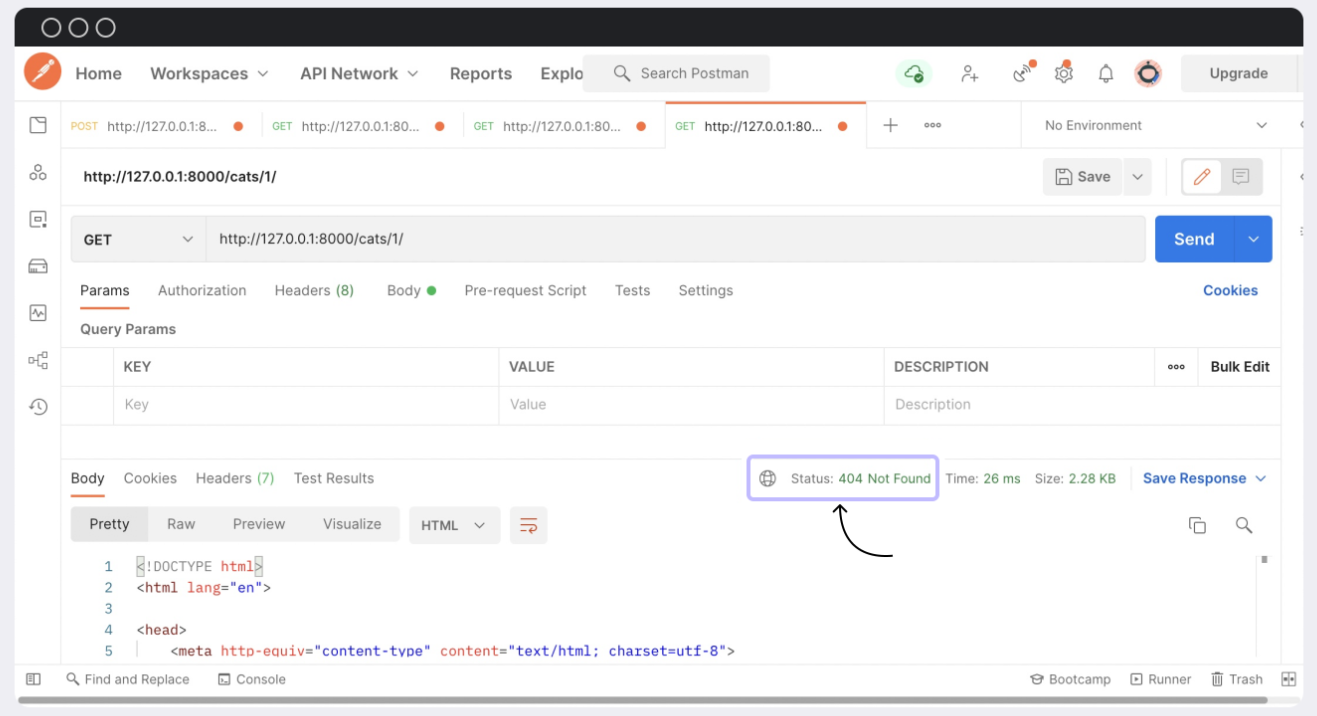 Home Workspaces API Network Reports Explo Search Postman Upgrade
POST http://127.0.0.1:8... GET http://127.0.0.1:80... GET http://127.0.0.1:80... GET http://127.0.0.1:80... No Environment
http://127.0.0.1:8000/cats/1/ Save
GET http://127.0.0.1:8000/cats/1/ Send
Params Authorization Headers (8) Body Pre-request Script Tests Settings Cookies
Query Params
KEY VALUE DESCRIPTION Bulk Edit
Key Value Description
Body Cookies Headers (7) Test Results Status: 404 Not Found Time: 26 ms Size: 2.28 KB Save Response
Pretty Raw Preview Visualize HTML
1 <!DOCTYPE html>
2 <html lang="en">
3
4 <head>
5 <meta http-equiv="content-type" content="text/html; charset=utf-8">
Find and Replace Console Bootcamp Runner Trash